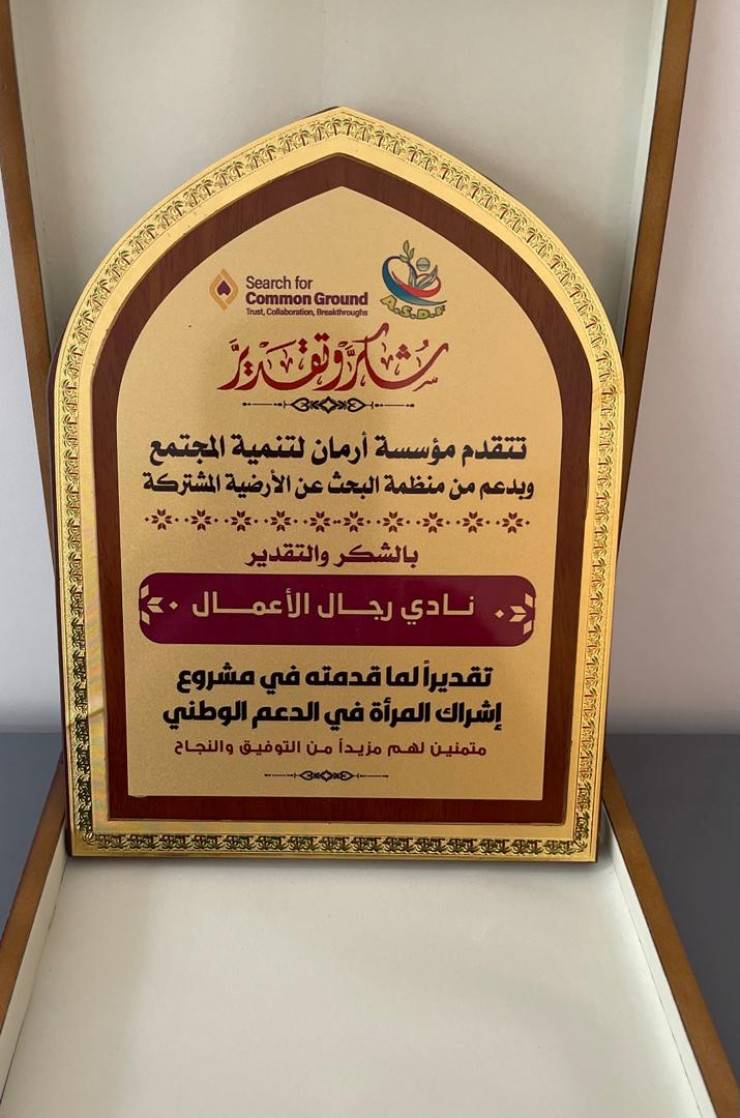 Search for
Common Ground
Trust, Collaboration, Breakthroughs
A.S.D.F
شكر وتقدير
تتقدم مؤسسة أرمان لتنمية المجتمع
وبدعم من منظمة البحث عن الأرضية المشتركة
بالشكر والتقدير
نادي رجال الأعمال
تقديراً لما قدمته في مشروع
إشراك المرأة في الدعم الوطني
متمنين لهم مزيداً من التوفيق والنجاح